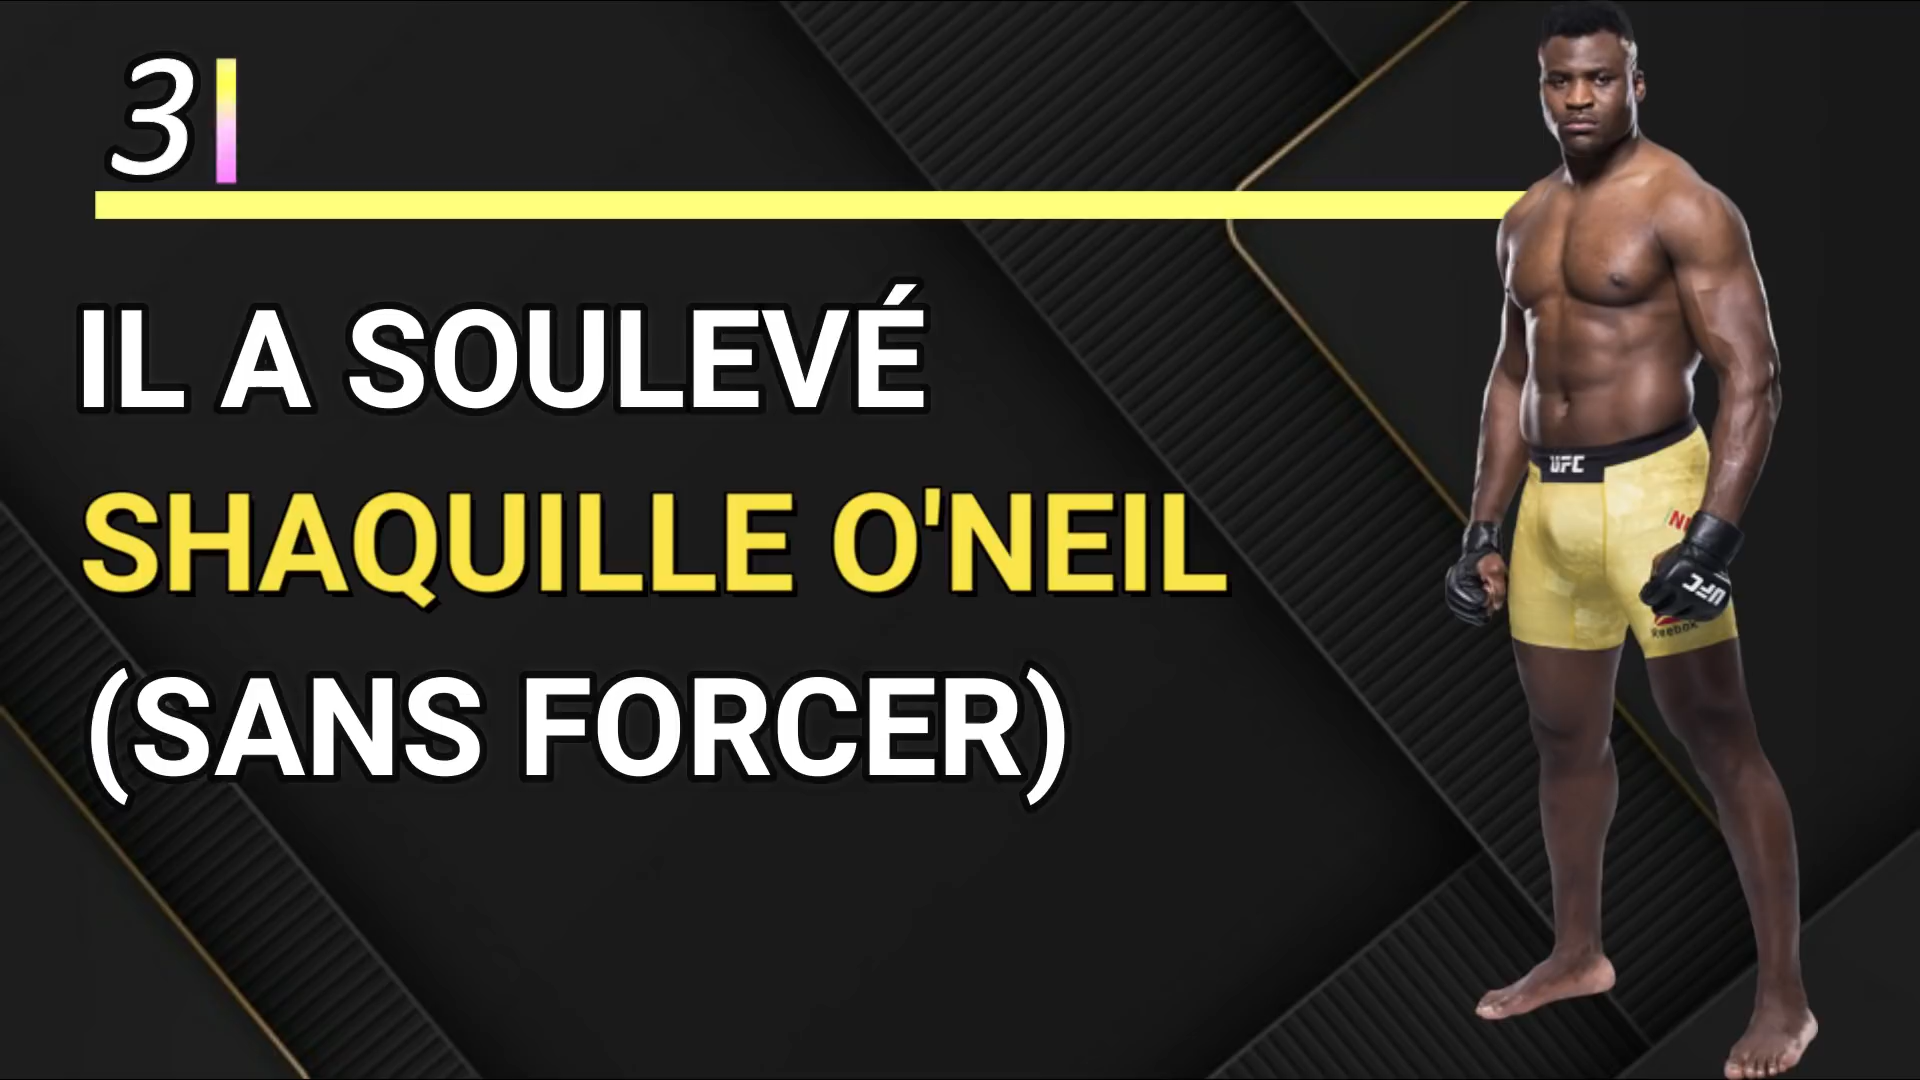 3
IL A SOULEVÉ
SHAQUILLE O'NEIL
(SANS FORCER)
UFC
UFC
Reebok